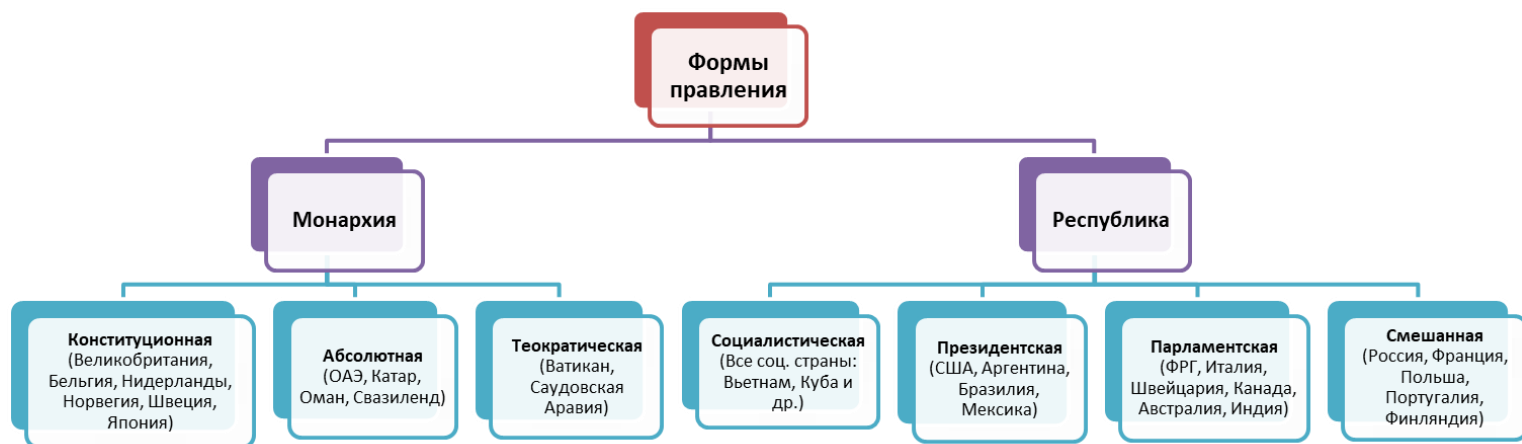 Формы
правления
Монархия
Республика
Конституционная
(Великобритания,
Бельгия, Нидерланды,
Норвегия, Швеция,
Япония)
Абсолютная
(ОАЭ, Катар,
Оман, Свазиленд)
Теократическая
(Ватикан,
Саудовская
Аравия)
Социалистическая
(Все соц. страны:
Вьетнам, Куба и
др.)
Президентская
(США, Аргентина,
Бразилия,
Мексика)
Парламентская
(ФРГ, Италия,
Швейцария, Канада,
Австралия, Индия)
Смешанная
(Россия, Франция,
Польша,
Португалия,
Финляндия)